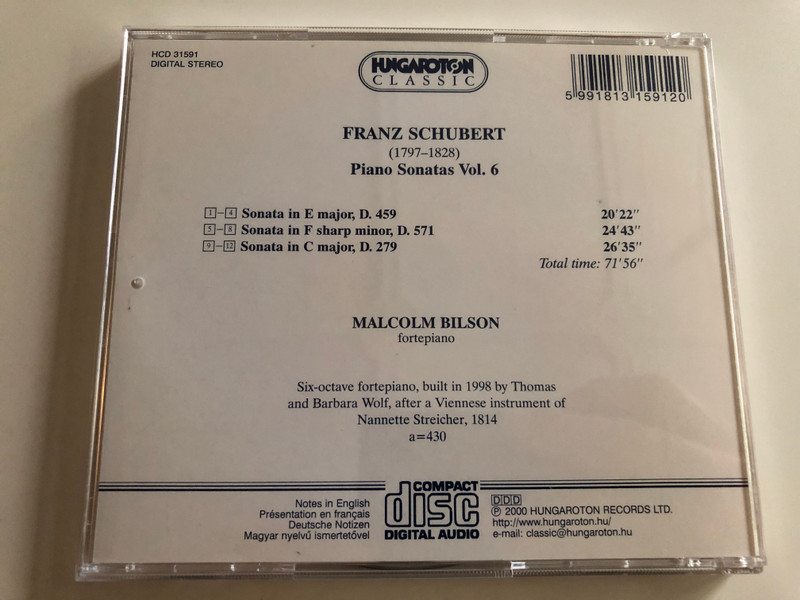 HCD 31591
DIGITAL STEREO
HUNGAROTON
CLASSIC
5 991813 159120
FRANZ SCHUBERT
(1797–1828)
Piano Sonatas Vol. 6
1–4 Sonata in E major, D. 459 20'22"
5–8 Sonata in F sharp minor, D. 571 24'43"
9–12 Sonata in C major, D. 279 26'35"
Total time: 71'56"
MALCOLM BILSON
fortepiano
Six-octave fortepiano, built in 1998 by Thomas
and Barbara Wolf, after a Viennese instrument of
Nannette Streicher, 1814
a=430
Notes in English
Présentation en français
Deutsche Notizen
Magyar nyelvű ismertetővel
COMPACT
disc
DIGITAL AUDIO
DDD
℗ 2000 HUNGAROTON RECORDS LTD.
http://www.hungaroton.hu/
e-mail: classic@hungaroton.hu